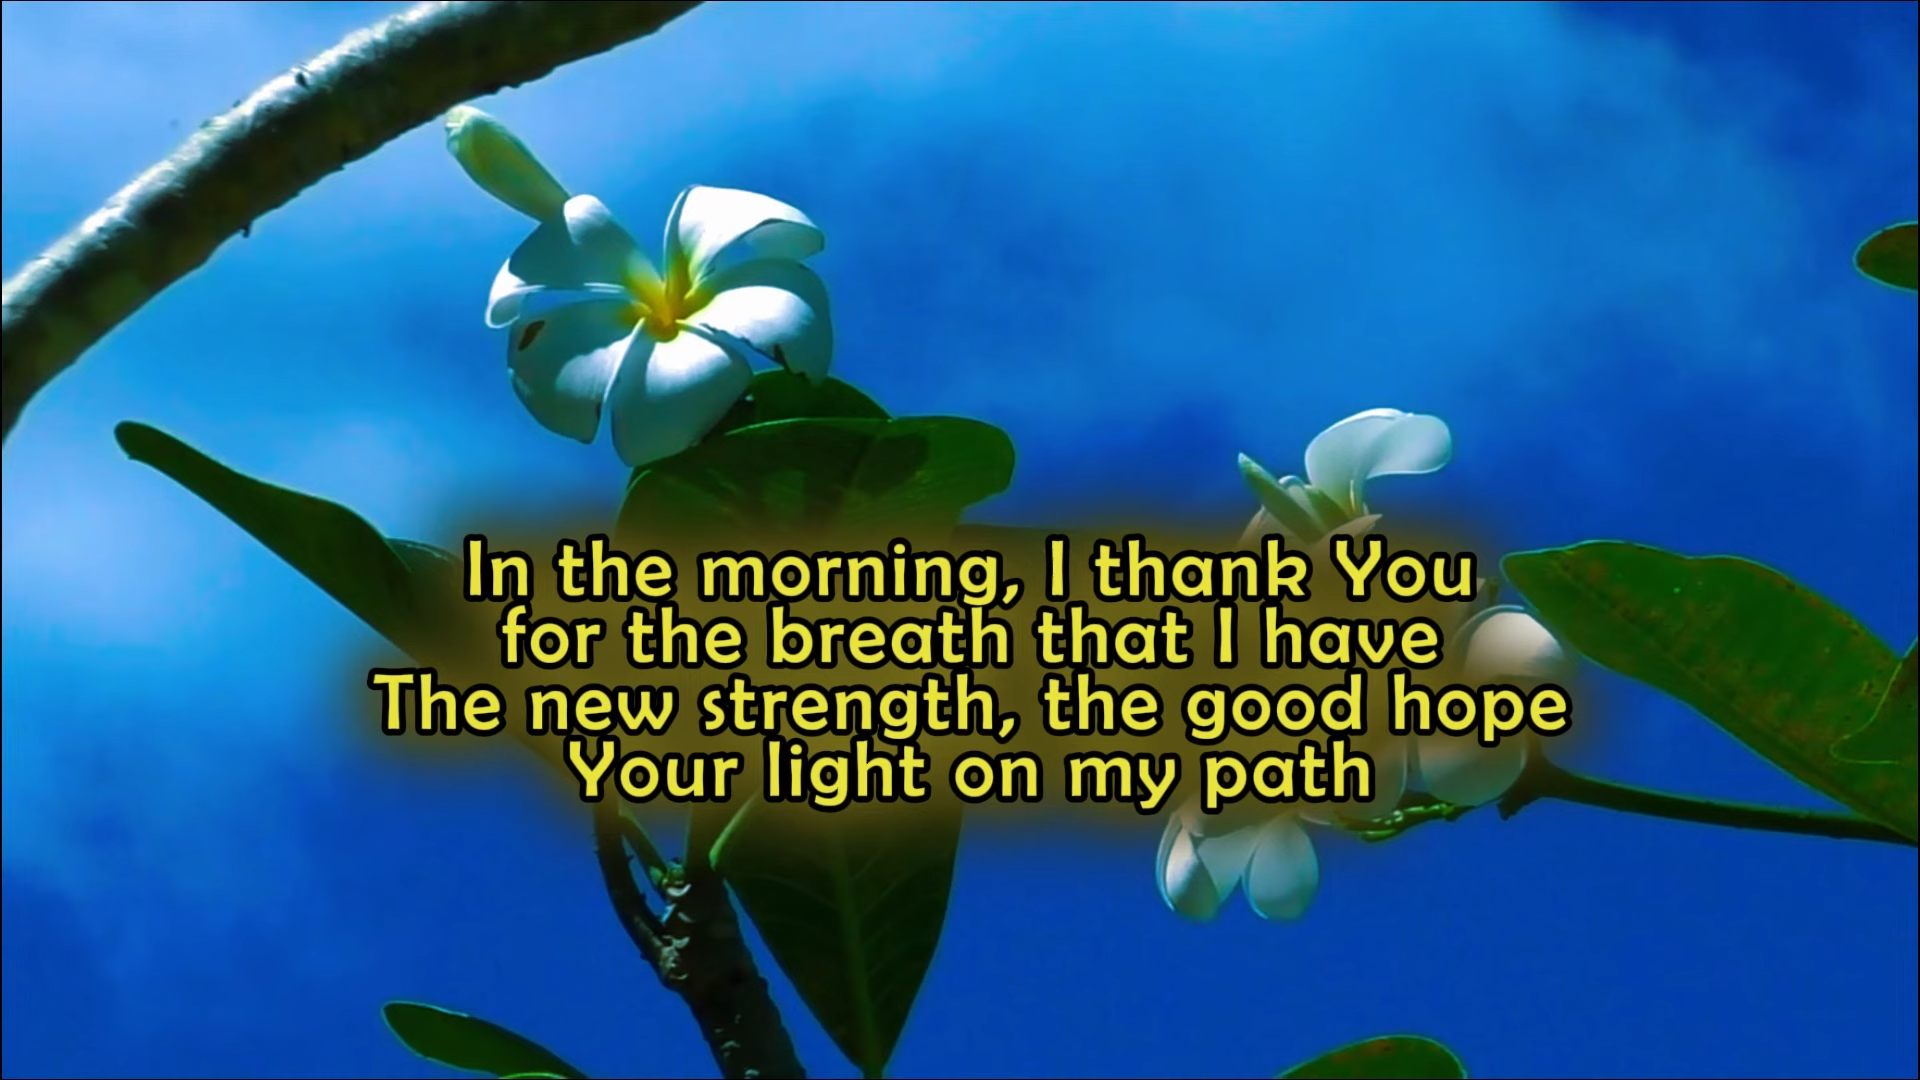 In the morning, I thank You
for the breath that I have
The new strength, the good hope
Your light on my path